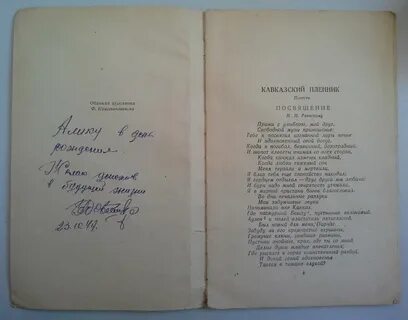 Обложка художника
Ф. Константинова
Алику в день
рождения.
Желаю успехов
в будущей жизни
23.10.49.
КАВКАЗСКИЙ ПЛЕННИК
Повесть
ПОСВЯЩЕНИЕ
Н. Н. Раевскому
Прими с улыбкою, мой друг,
Свободной музы приношенье:
Тебе я посвятил изгнанной лиры пенье
И вдохновенный свой досуг.
Когда я погибал, безвинный, безотрадный,
И шепот клеветы внимал со всех сторон,
Когда кинжал измены хладный,
Когда любви тяжелый сон
Меня терзали и мертвили,
Я близ тебя еще спокойство находил;
Я сердцем отдыхал — друг друга мы любили:
И бури надо мной свирепость утомили,
Я в мирной пристани богов благословил.
Во дни печальные разлуки
Мои задумчивые звуки
Напоминали мне Кавказ,
Где пасмурный Бешту, пустынник величавый,
Аулов и полей властитель пятиглавый,
Был новый для меня Парнас.
Забуду ли его кремнистые вершины,
Гремучие ключи, увядшие равнины,
Пустыни знойные, края, где ты со мной
Делил души младые впечатленья;
Где рыскает в горах воинственный разбой,
И дикий гений вдохновенья
Таится в тишине глухой?